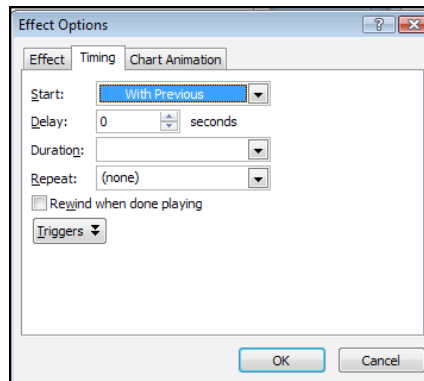 Effect Options
Effect Timing Chart Animation
Start: With Previous
Delay: 0 seconds
Duration:
Repeat: (none)
Rewind when done playing
Triggers
OK Cancel